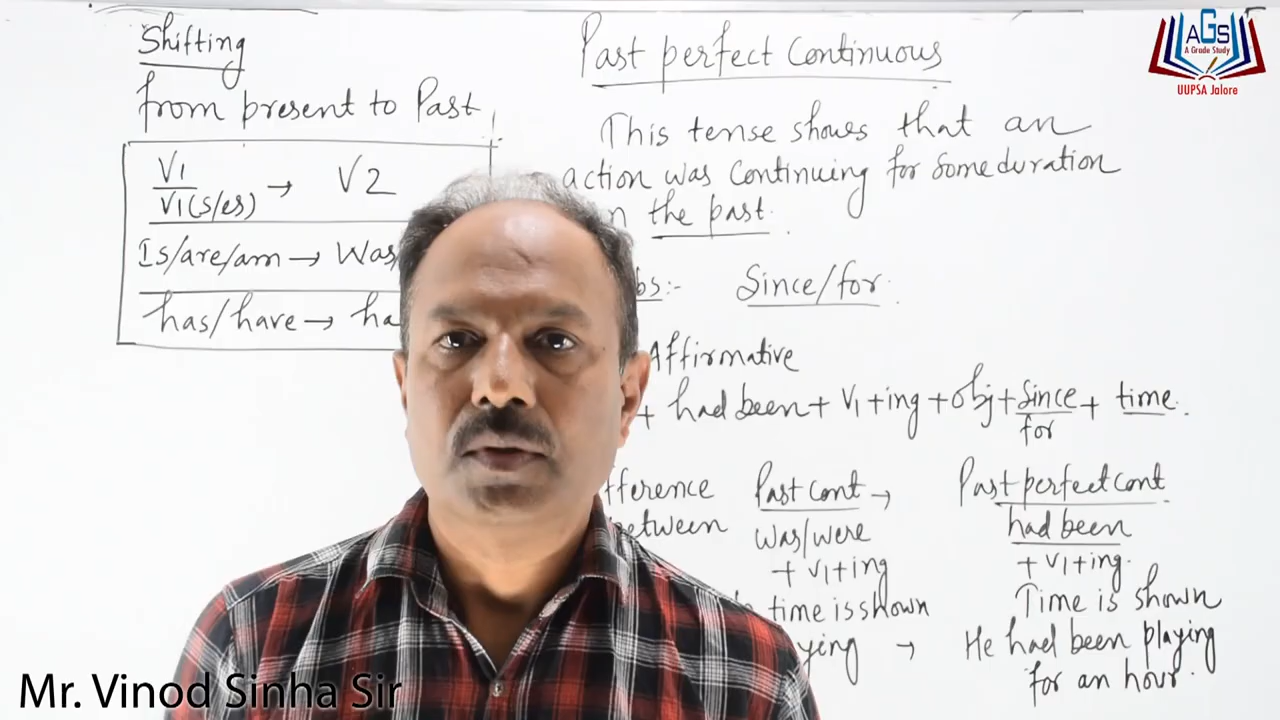 Shifting
from present to Past
V1
V1(s/es) → V2
Is/are/am → Was
has/have → ha
Past perfect Continuous
This tense shows that an
action was Continuing for Some duration
n the past.
bs:- Since/for.
Affirmative
+ had been + V1+ing + obj + Since + time.
for
fference Past cont → Past perfect cont
etween was/were had been
+ V1+ing + V1+ing.
time is shown Time is shown
ying → He had been playing
for an hour.
AGS
A Grade Study
UUPSA Jalore
Mr. Vinod Sinha Sir